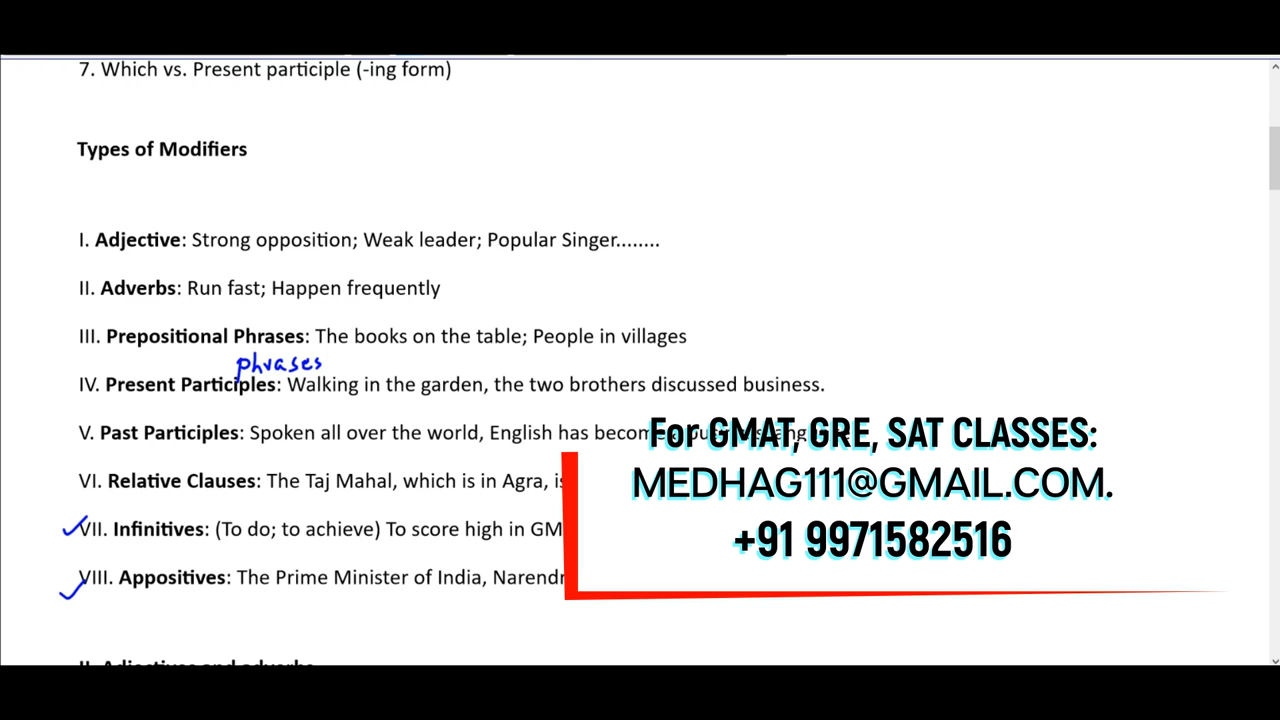 7. Which vs. Present participle (-ing form)
Types of Modifiers
I. Adjective: Strong opposition; Weak leader; Popular Singer........
II. Adverbs: Run fast; Happen frequently
III. Prepositional Phrases: The books on the table; People in villages
phrases
IV. Present Participles: Walking in the garden, the two brothers discussed business.
V. Past Participles: Spoken all over the world, English has
VI. Relative Clauses: The Taj Mahal, which is in Agra,
VII. Infinitives: (To do; to achieve) To score high in
VIII. Appositives: The Prime Minister of India,
For GMAT, GRE, SAT CLASSES:
MEDHAG111@GMAIL.COM.
+91 9971582516
II. Adjectives and adverbs